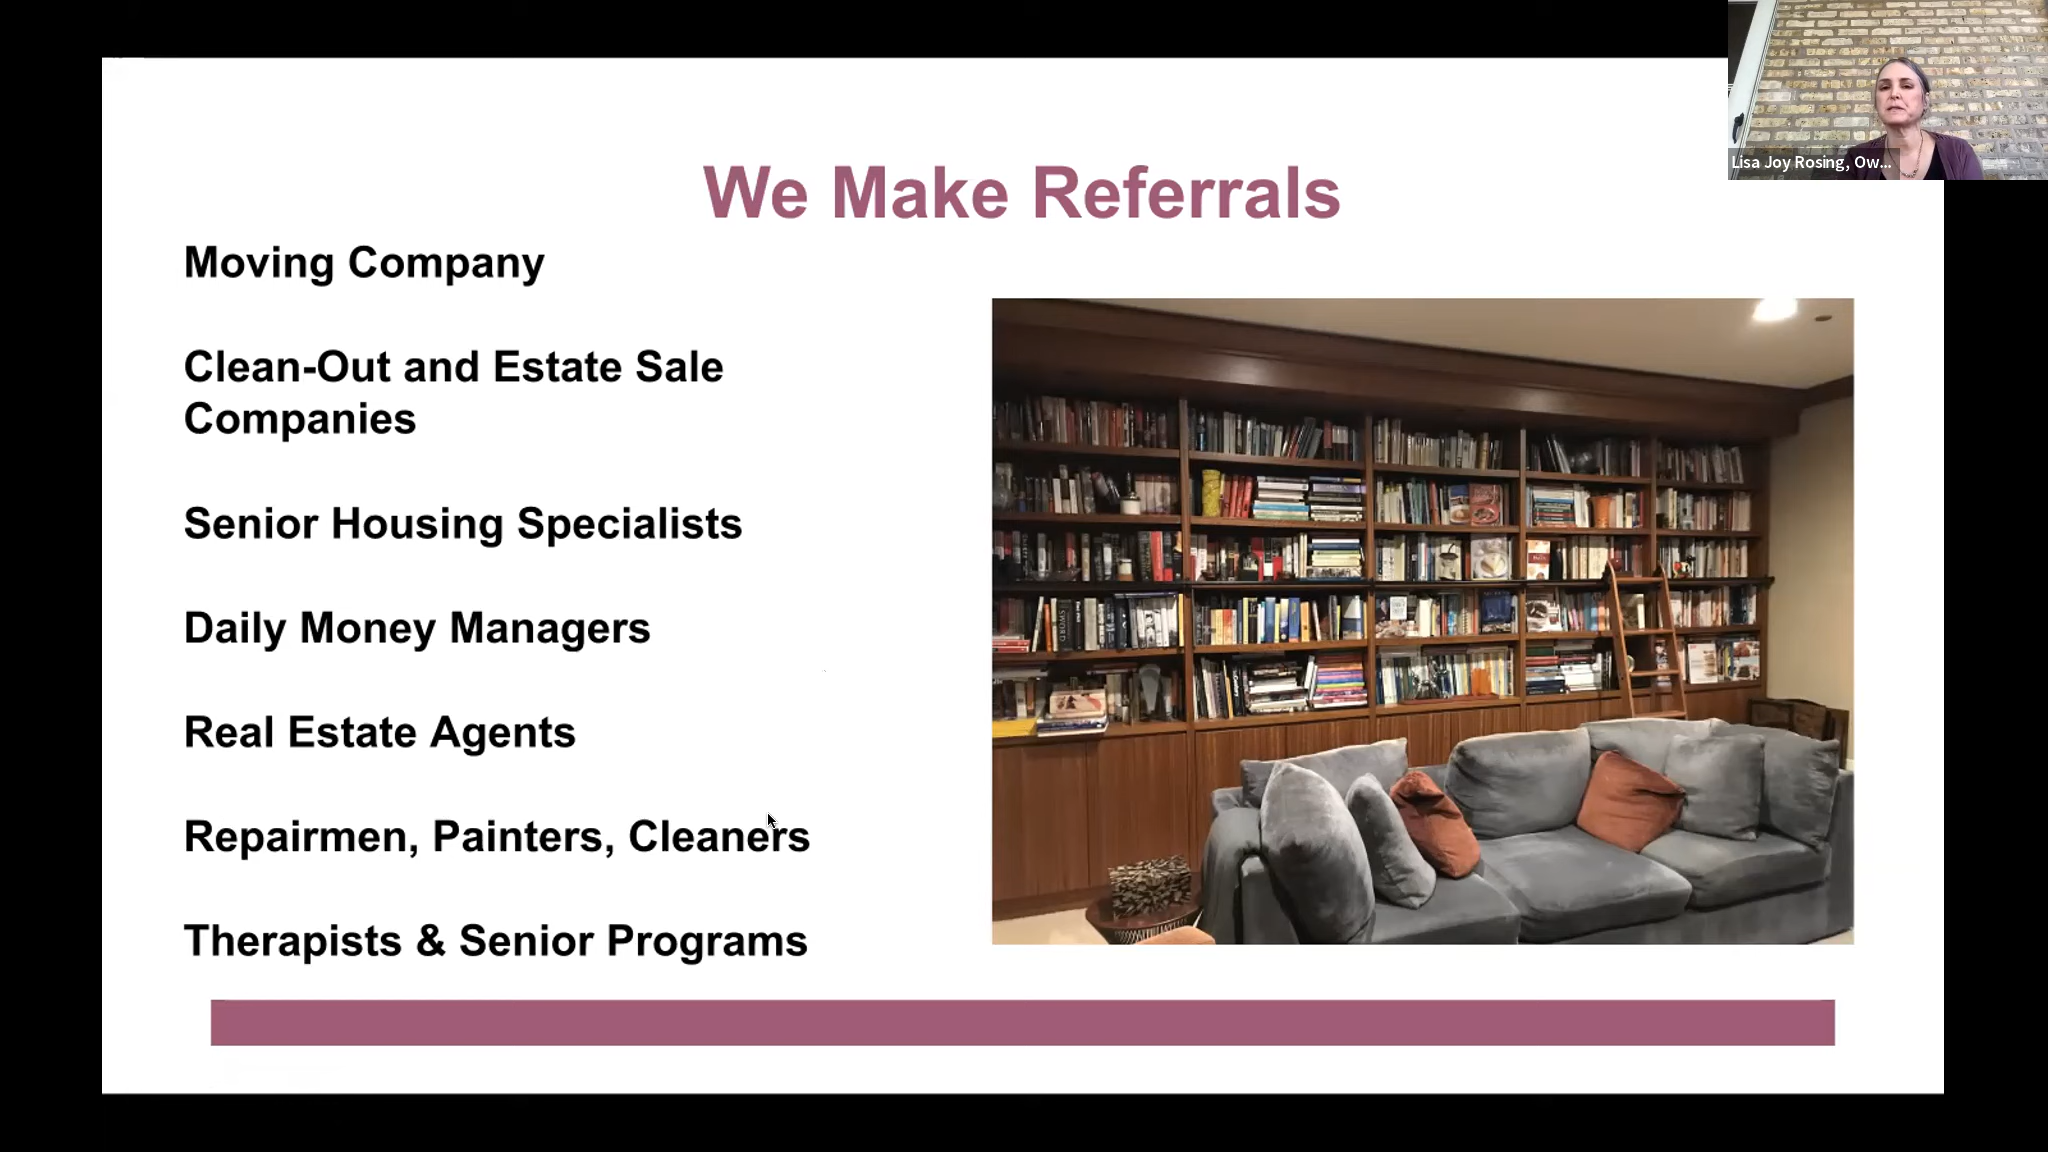 Lisa Joy Rosing, Ow...
We Make Referrals
Moving Company
Clean-Out and Estate Sale
Companies
Senior Housing Specialists
Daily Money Managers
Real Estate Agents
Repairmen, Painters, Cleaners
Therapists & Senior Programs